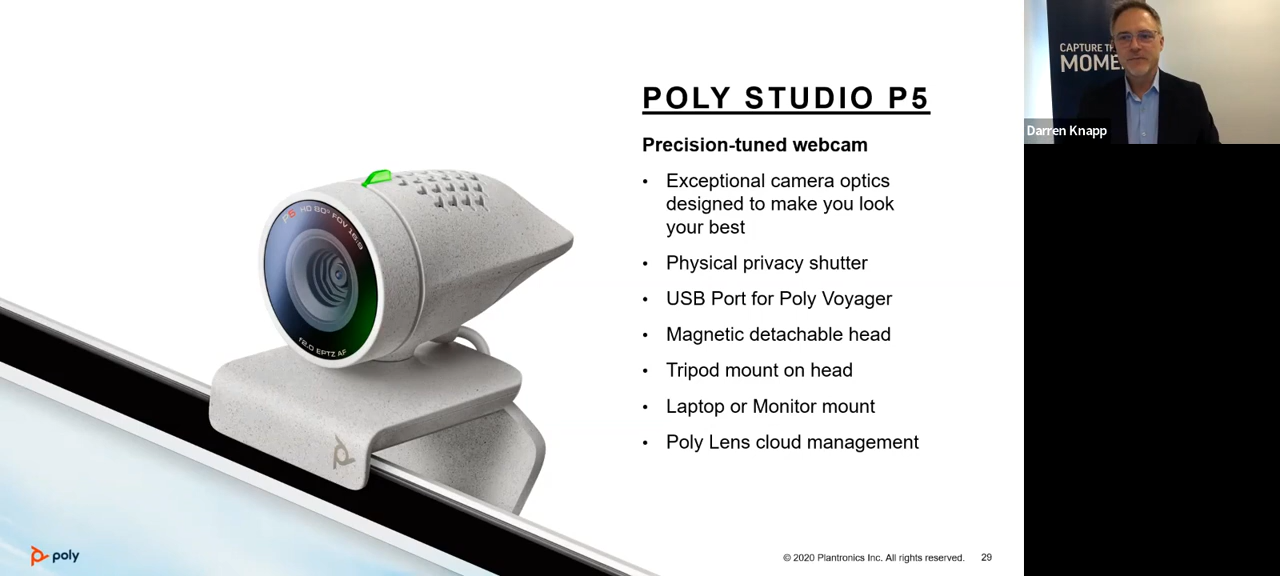 POLY STUDIO P5
Precision-tuned webcam
• Exceptional camera optics
designed to make you look
your best
• Physical privacy shutter
• USB Port for Poly Voyager
• Magnetic detachable head
• Tripod mount on head
• Laptop or Monitor mount
• Poly Lens cloud management
P5 HD 80° FOV 16:9
f2.0 EPTZ AF
poly
© 2020 Plantronics Inc. All rights reserved. 29
CAPTURE
Darren Knapp